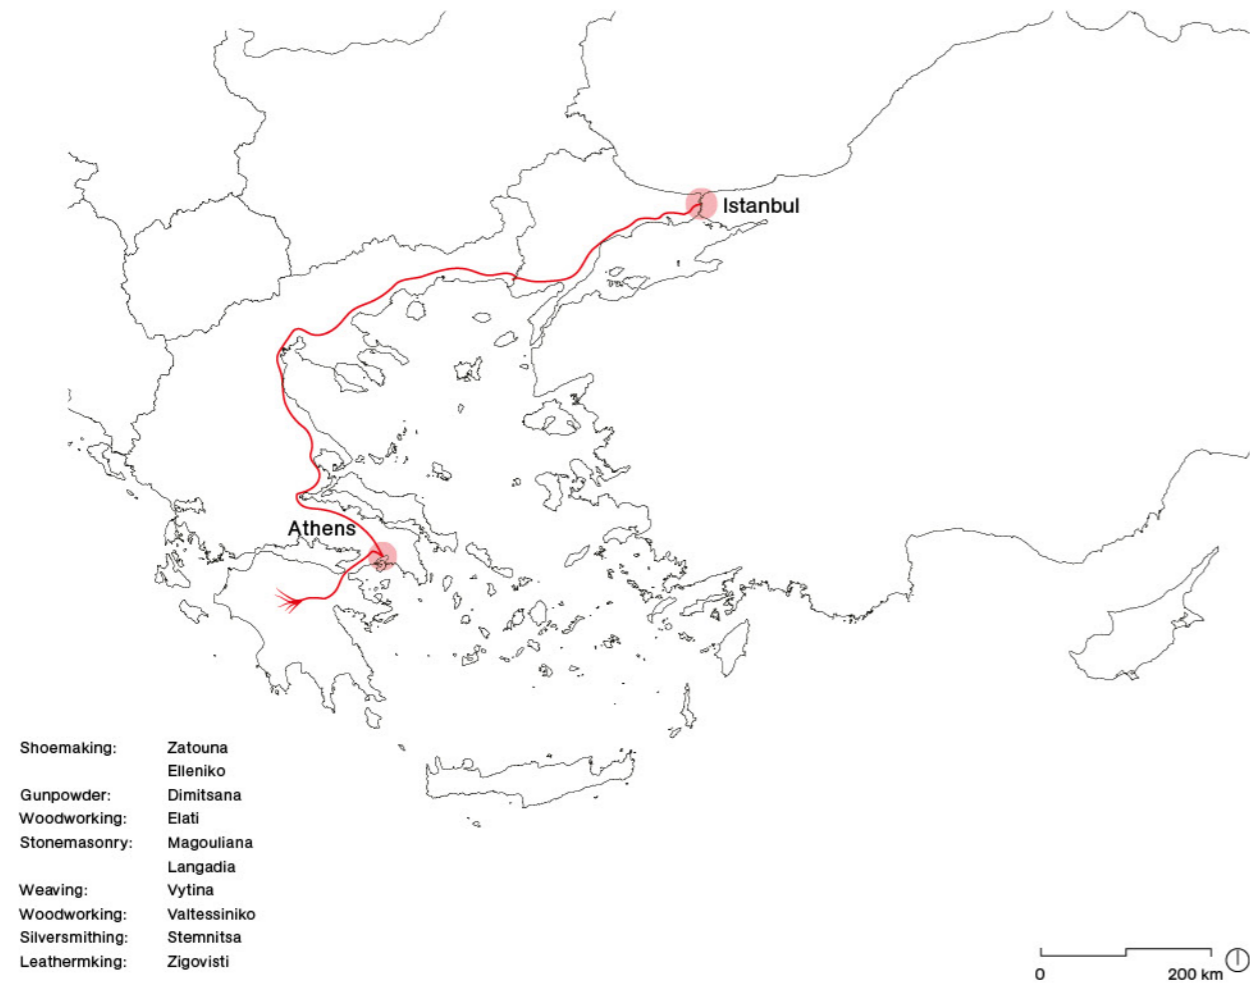 Istanbul
Athens
Shoemaking: Zatouna
Elleniko
Gunpowder: Dimitsana
Woodworking: Elati
Stonemasonry: Magouliana
Langadia
Weaving: Vytina
Woodworking: Valtessiniko
Silversmithing: Stemnitsa
Leathermking: Zigovisti
0 200 km